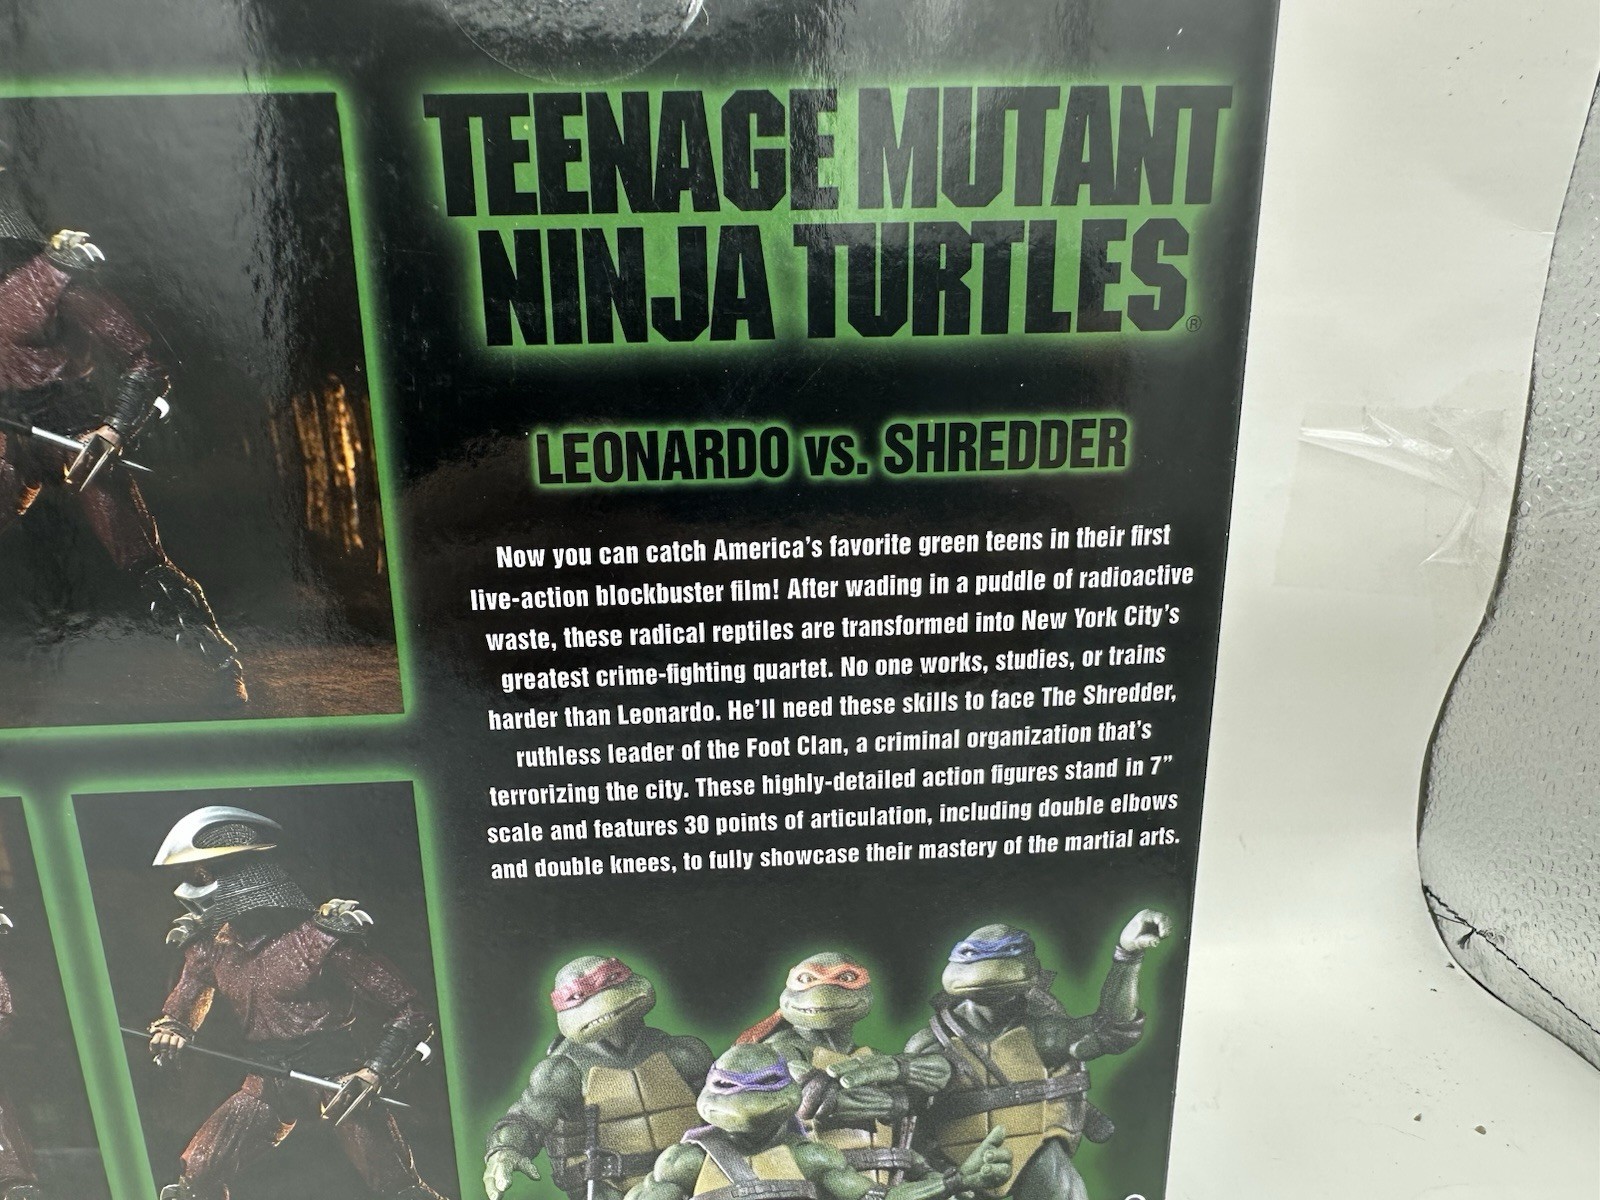 TEENAGE MUTANT
NINJA TURTLES®
LEONARDO vs. SHREDDER
Now you can catch America's favorite green teens in their first
live-action blockbuster film! After wading in a puddle of radioactive
waste, these radical reptiles are transformed into New York City's
greatest crime-fighting quartet. No one works, studies, or trains
harder than Leonardo. He'll need these skills to face The Shredder,
ruthless leader of the Foot Clan, a criminal organization that's
terrorizing the city. These highly-detailed action figures stand in 7”
scale and features 30 points of articulation, including double elbows
and double knees, to fully showcase their mastery of the martial arts.